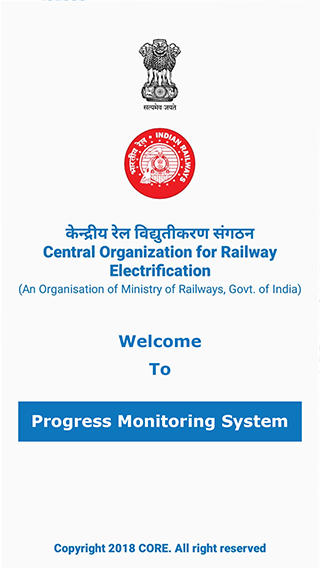 सत्यमेव जयते
भारतीय रेल • INDIAN RAILWAYS
केन्द्रीय रेल विद्युतीकरण संगठन
Central Organization for Railway
Electrification
(An Organisation of Ministry of Railways, Govt. of India)
Welcome
To
Progress Monitoring System
Copyright 2018 CORE. All right reserved